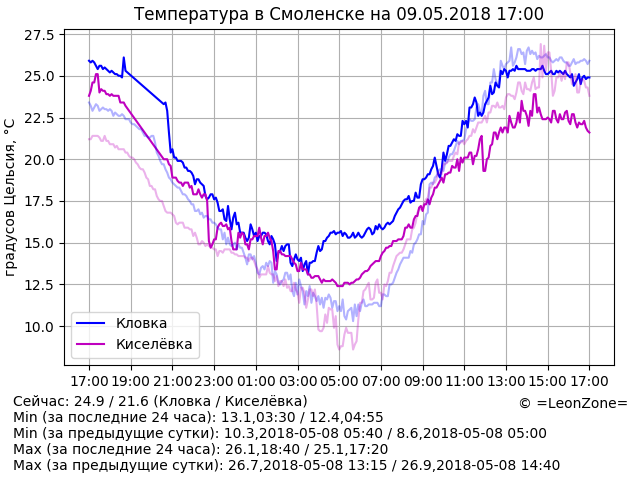 Температура в Смоленске на 09.05.2018 17:00
27.5
25.0
22.5
20.0
17.5
15.0
12.5
10.0
градусов Цельсия, °C
Кловка
Киселёвка
17:00 19:00 21:00 23:00 01:00 03:00 05:00 07:00 09:00 11:00 13:00 15:00 17:00
Сейчас: 24.9 / 21.6 (Кловка / Киселёвка)
© =LeonZone=
Min (за последние 24 часа): 13.1,03:30 / 12.4,04:55
Min (за предыдущие сутки): 10.3,2018-05-08 05:40 / 8.6,2018-05-08 05:00
Max (за последние 24 часа): 26.1,18:40 / 25.1,17:20
Max (за предыдущие сутки): 26.7,2018-05-08 13:15 / 26.9,2018-05-08 14:40